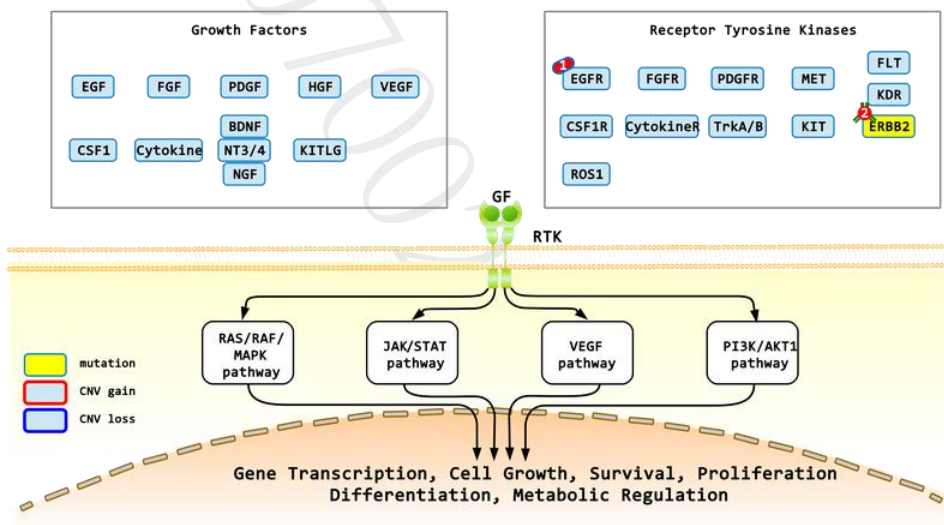 Growth Factors
EGF
FGF
PDGF
HGF
VEGF
CSF1
Cytokine
BDNF
NT3/4
NGF
KITLG
Receptor Tyrosine Kinases
1
EGFR
FGFR
PDGFR
MET
FLT
KDR
CSF1R
CytokineR
TrkA/B
KIT
2
ERBB2
ROS1
GF
RTK
RAS/RAF/
MAPK
pathway
JAK/STAT
pathway
VEGF
pathway
PI3K/AKT1
pathway
mutation
CNV gain
CNV loss
Gene Transcription, Cell Growth, Survival, Proliferation
Differentiation, Metabolic Regulation